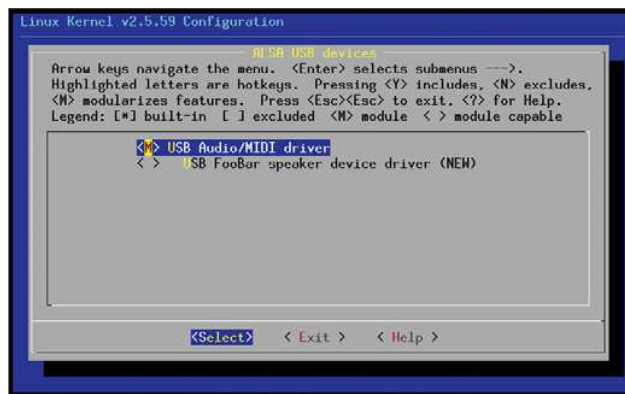 Linux Kernel v2.5.59 Configuration
ALSA USB devices
Arrow keys navigate the menu. <Enter> selects submenus --->.
Highlighted letters are hotkeys. Pressing <Y> includes, <N> excludes,
<M> modularizes features. Press <Esc><Esc> to exit, <?> for Help.
Legend: [*] built-in [ ] excluded <M> module < > module capable
<M> USB Audio/MIDI driver
< > USB FooBar speaker device driver (NEW)
<Select> < Exit > < Help >